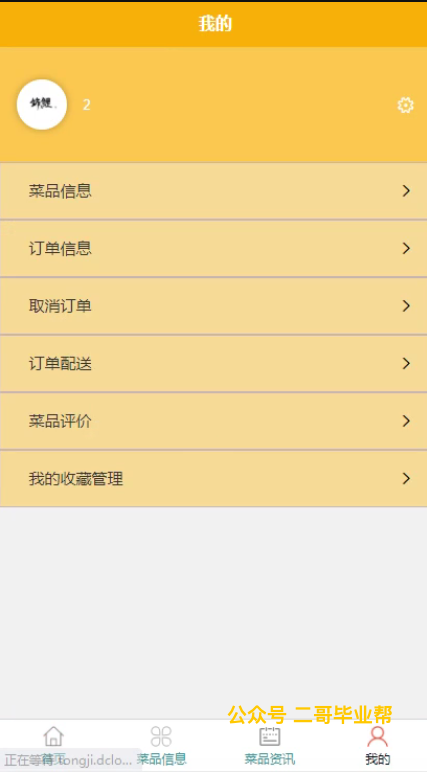 我的
锦鲤
2
菜品信息
订单信息
取消订单
订单配送
菜品评价
我的收藏管理
公众号 二哥毕业帮
首页
菜品信息
菜品资讯
我的
正在等待 tongji.dclo...